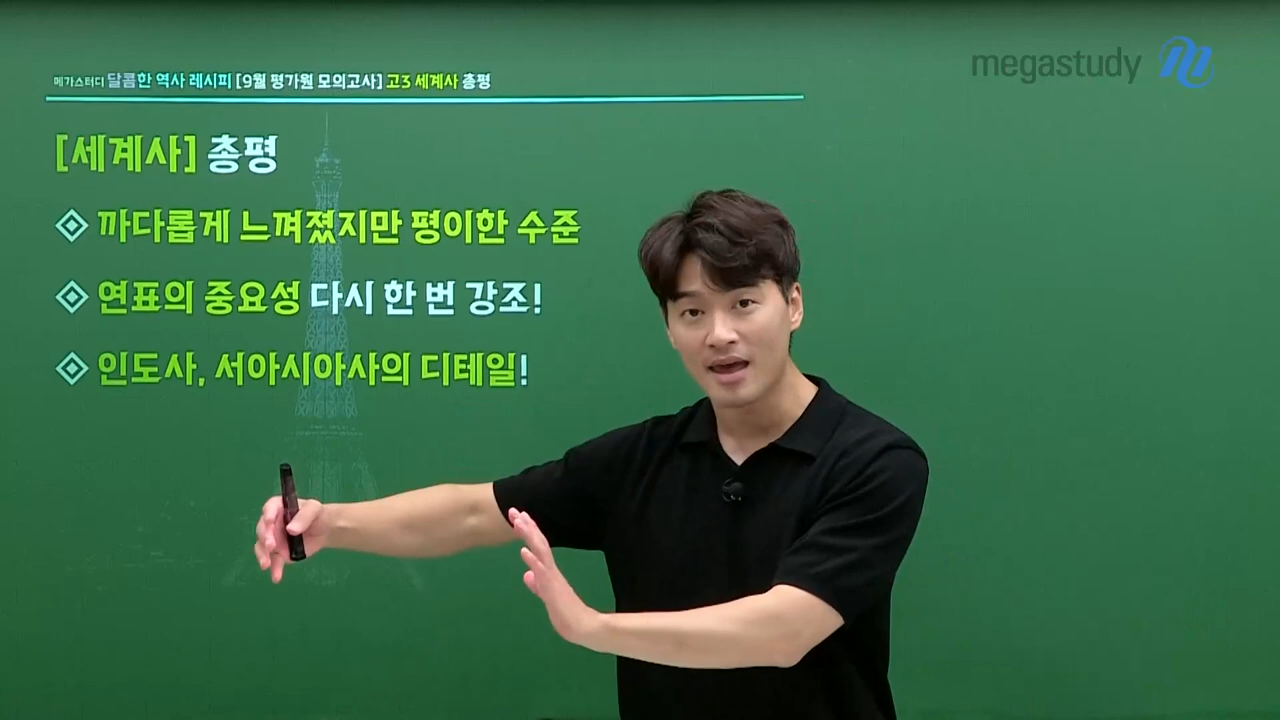 메가스터디 달콤한 역사 레시피 [9월 평가원 모의고사] 고3 세계사 총평
megastudy
[세계사] 총평
까다롭게 느껴졌지만 평이한 수준
연표의 중요성 다시 한 번 강조!
인도사, 서아시아사의 디테일!